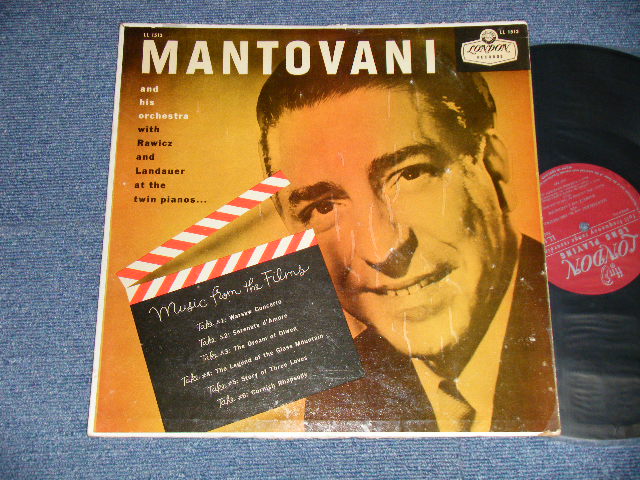 LL 1513
LL 1513
MANTOVANI
LONDON
RECORDS
and
his
orchestra
with
Rawicz
and
Landauer
at the
twin pianos...
Music from the Films
Take #1: Warsaw Concerto
Take #2: Serenata d'Amore
Take #3: The Dream of Olwen
Take #4: The Legend of the Glass Mountain
Take #5: Story of Three Loves
Take #6: Cornish Rhapsody
LONDON
LONG PLAYING